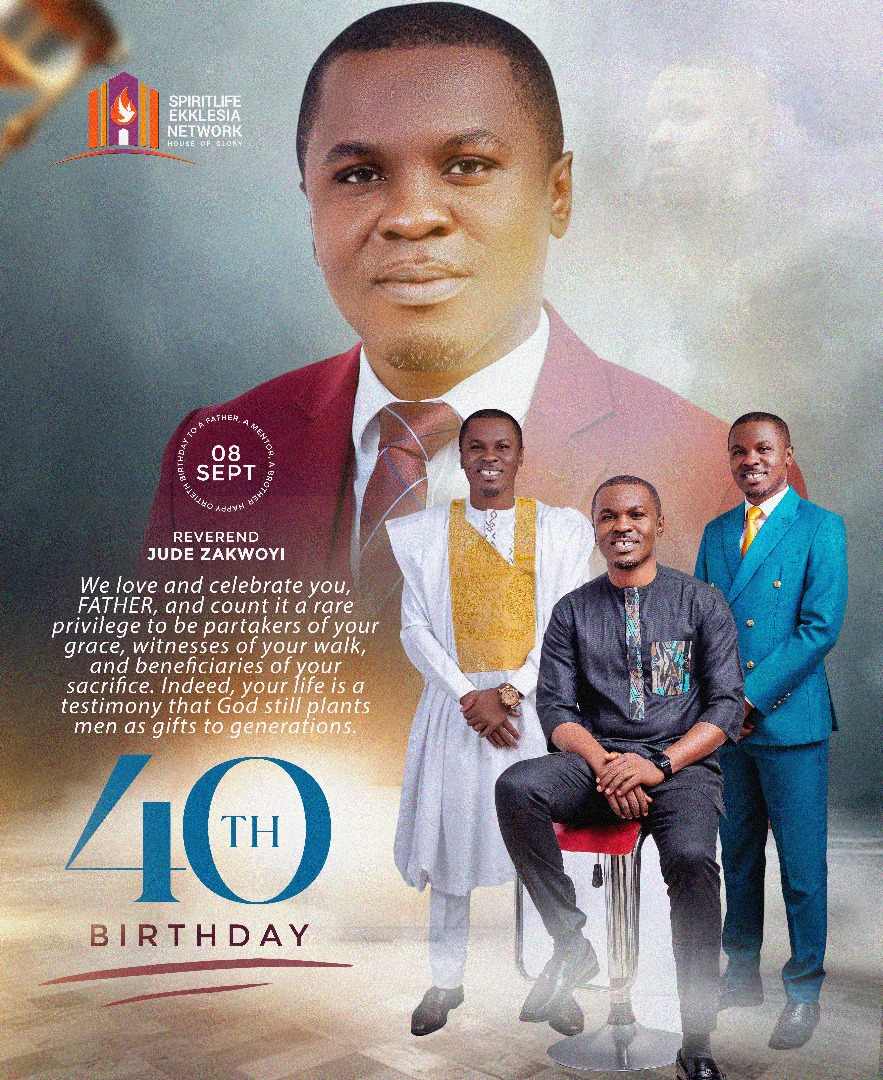 SPIRITLIFE
EKKLESIA
NETWORK
HOUSE OF GLORY
HAPPY ORTIETH BIRTHDAY TO A FATHER, A MENTOR, A BROTHER
08
SEPT
REVEREND
JUDE ZAKWOYI
We love and celebrate you,
FATHER, and count it a rare
privilege to be partakers of your
grace, witnesses of your walk,
and beneficiaries of your
sacrifice. Indeed, your life is a
testimony that God still plants
men as gifts to generations.
40TH
BIRTHDAY